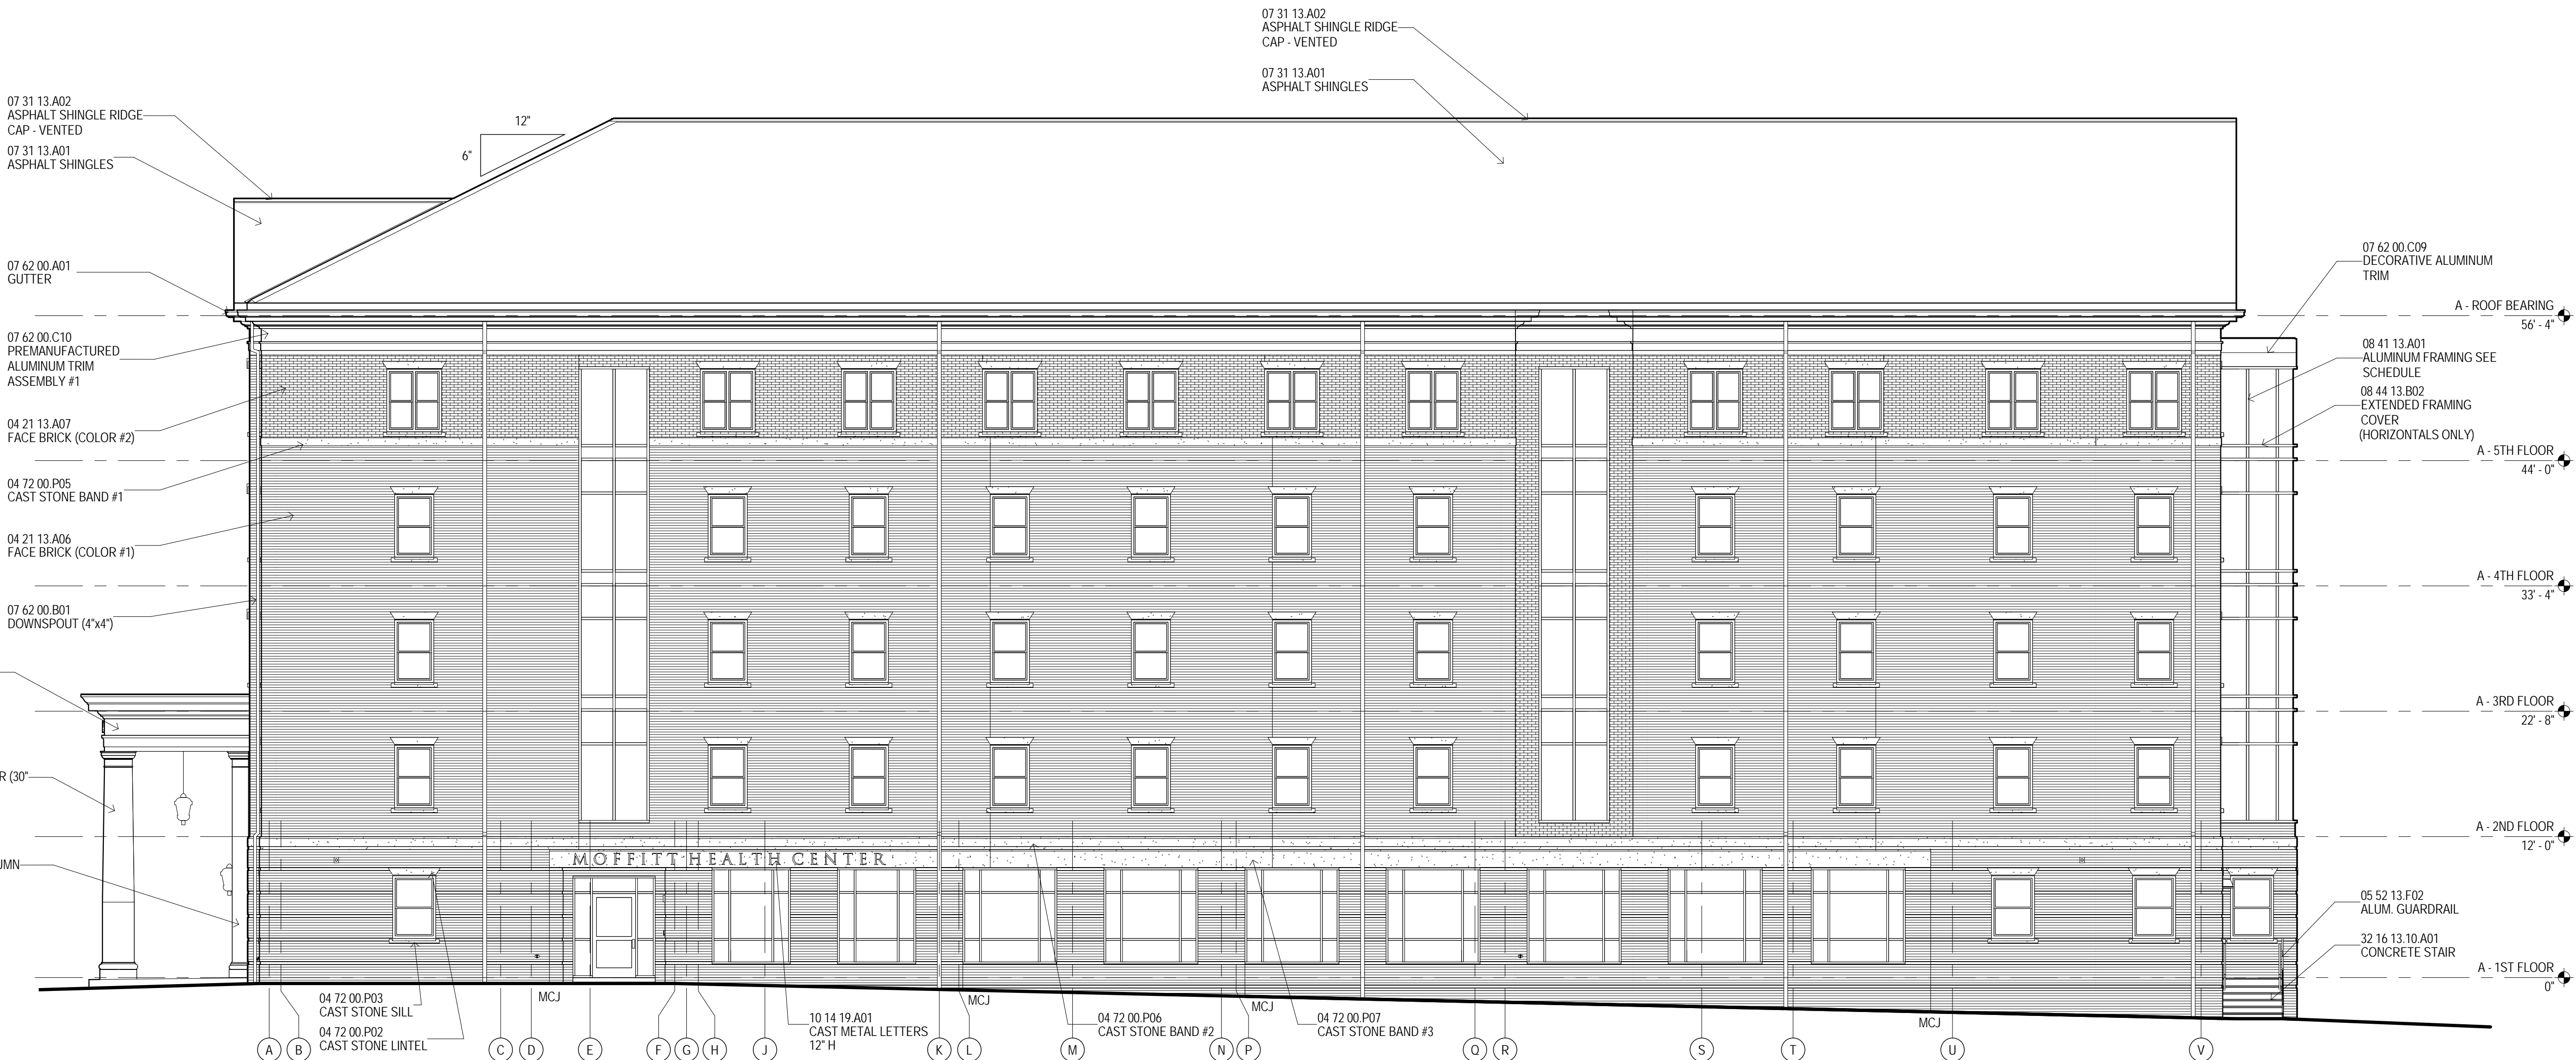 07 31 13.A02
ASPHALT SHINGLE RIDGE
CAP - VENTED
07 31 13.A01
ASPHALT SHINGLES
07 31 13.A02
ASPHALT SHINGLE RIDGE
CAP - VENTED
07 31 13.A01
ASPHALT SHINGLES
12"
6"
07 62 00.A01
GUTTER
07 62 00.C10
PREMANUFACTURED
ALUMINUM TRIM
ASSEMBLY #1
04 21 13.A07
FACE BRICK (COLOR #2)
04 72 00.P05
CAST STONE BAND #1
04 21 13.A06
FACE BRICK (COLOR #1)
07 62 00.B01
DOWNSPOUT (4"x4")
R (30"
UMN
07 62 00.C09
DECORATIVE ALUMINUM
TRIM
A - ROOF BEARING
56' - 4"
08 41 13.A01
ALUMINUM FRAMING SEE
SCHEDULE
08 44 13.B02
EXTENDED FRAMING
COVER
(HORIZONTALS ONLY)
A - 5TH FLOOR
44' - 0"
A - 4TH FLOOR
33' - 4"
A - 3RD FLOOR
22' - 8"
A - 2ND FLOOR
12' - 0"
MOFFITT HEALTH CENTER
05 52 13.F02
ALUM. GUARDRAIL
32 16 13.10.A01
CONCRETE STAIR
A - 1ST FLOOR
0"
04 72 00.P03
CAST STONE SILL
04 72 00.P02
CAST STONE LINTEL
MCJ
10 14 19.A01
CAST METAL LETTERS
12" H
MCJ
04 72 00.P06
CAST STONE BAND #2
MCJ
04 72 00.P07
CAST STONE BAND #3
MCJ
A B C D E F G H J K L M N P Q R S T U V